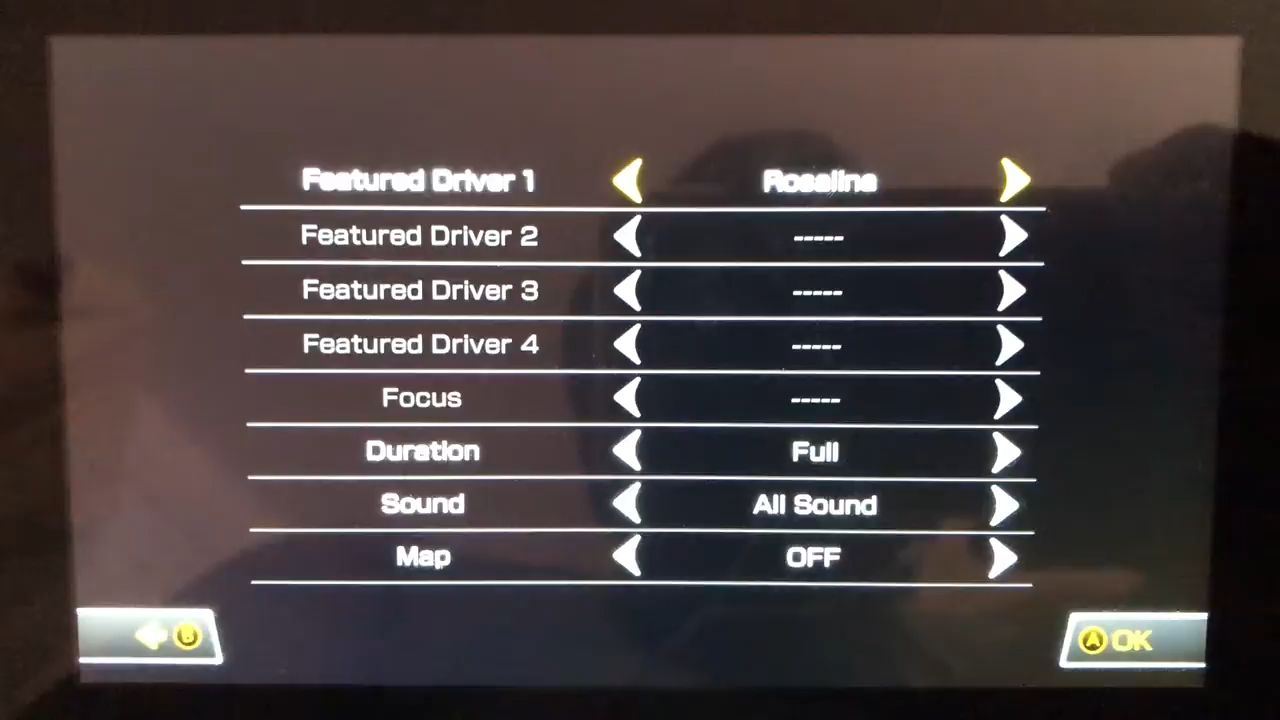 Featured Driver 1 Rosalina
Featured Driver 2 -----
Featured Driver 3 -----
Featured Driver 4 -----
Focus -----
Duration Full
Sound All Sound
Map OFF
B
A OK